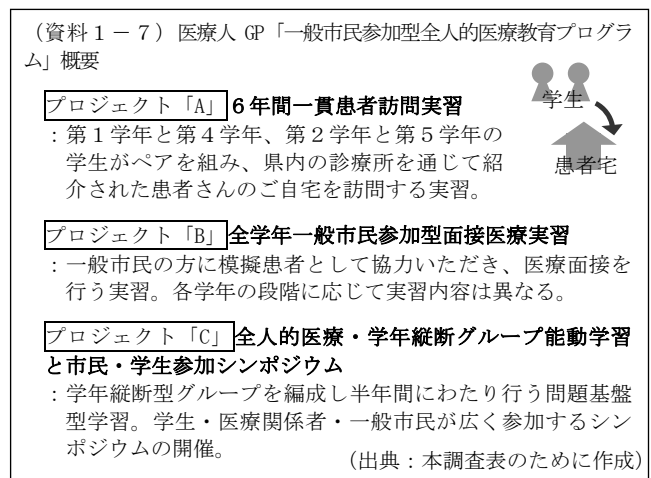 （資料１－７）医療人 GP「一般市民参加型全人的医療教育プログラ
ム」概要
プロジェクト「A」６年間一貫患者訪問実習
：第１学年と第４学年、第２学年と第５学年の
学生がペアを組み、県内の診療所を通じて紹
介された患者さんのご自宅を訪問する実習。
学生
患者宅
プロジェクト「B」全学年一般市民参加型面接医療実習
：一般市民の方に模擬患者として協力いただき、医療面接を
行う実習。各学年の段階に応じて実習内容は異なる。
プロジェクト「C」全人的医療・学年縦断グループ能動学習
と市民・学生参加シンポジウム
：学年縦断型グループを編成し半年間にわたり行う問題基盤
型学習。学生・医療関係者・一般市民が広く参加するシン
ポジウムの開催。
（出典：本調査表のために作成）